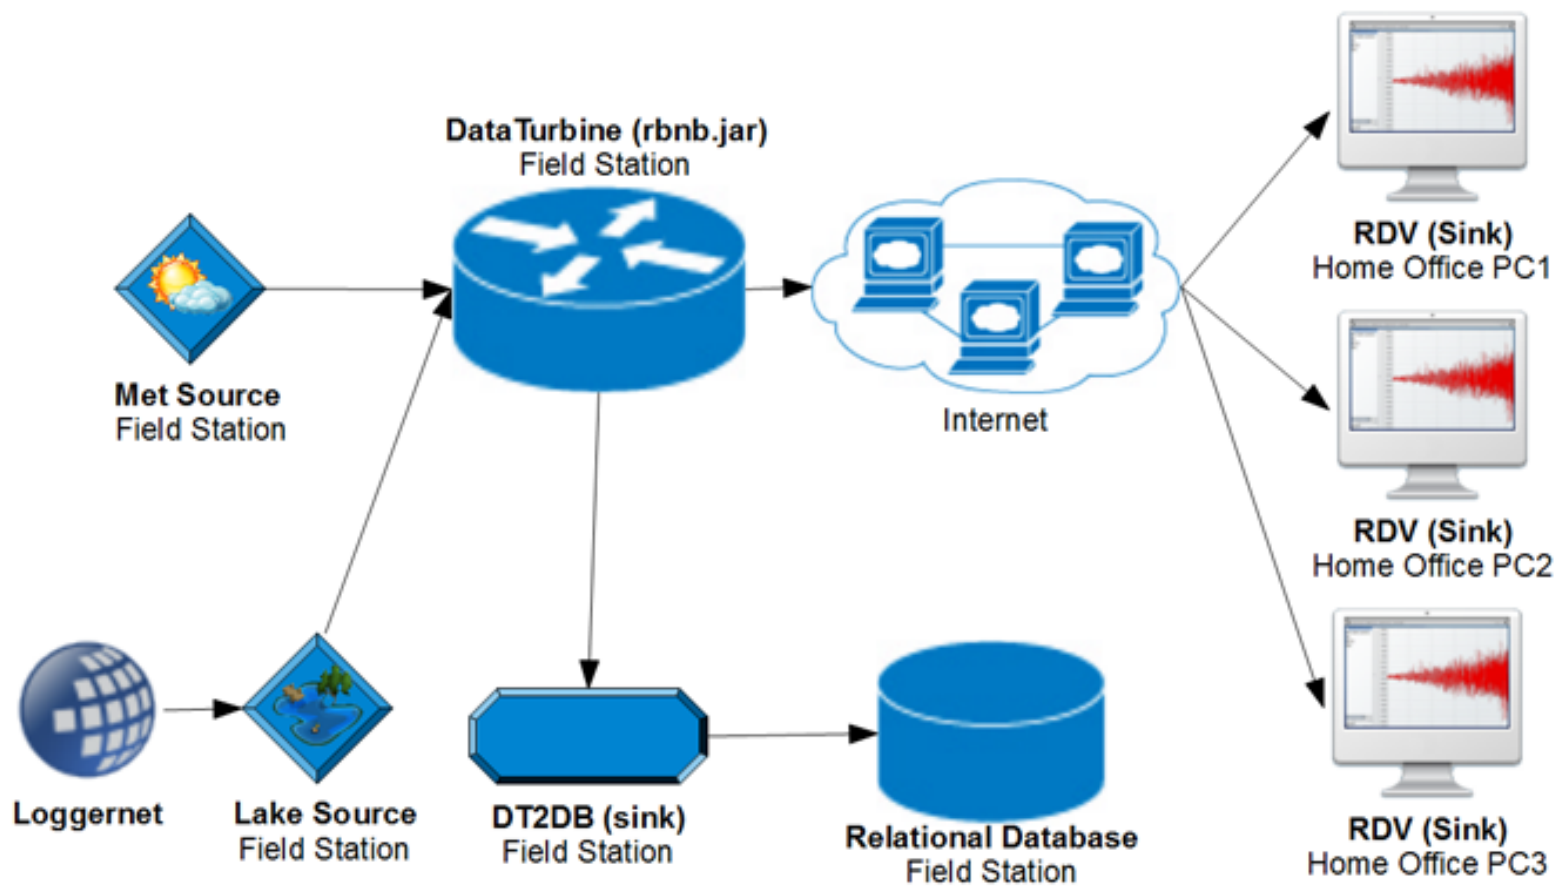 DataTurbine (rbnb.jar)
Field Station
Met Source
Field Station
Internet
RDV (Sink)
Home Office PC1
RDV (Sink)
Home Office PC2
Loggernet
Lake Source
Field Station
DT2DB (sink)
Field Station
Relational Database
Field Station
RDV (Sink)
Home Office PC3